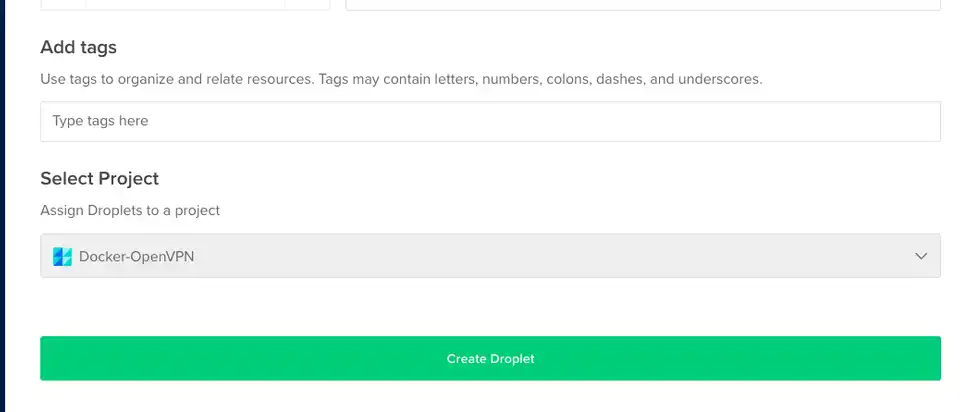 Add tags
Use tags to organize and relate resources. Tags may contain letters, numbers, colons, dashes, and underscores.
Type tags here
Select Project
Assign Droplets to a project
Docker-OpenVPN
Create Droplet